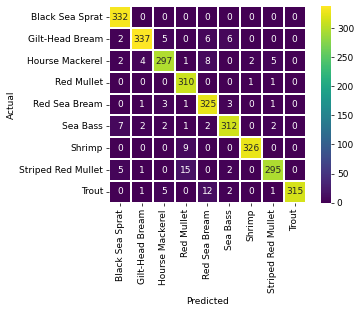 Actual
Black Sea Sprat 332 0 0 0 0 0 0 0 0
Gilt-Head Bream 2 337 5 0 6 6 0 0 0
Hourse Mackerel 2 4 297 1 8 0 2 5 0
Red Mullet 0 0 0 310 0 0 1 1 0
Red Sea Bream 0 1 3 1 325 3 0 1 0
Sea Bass 7 2 2 1 2 312 0 2 0
Shrimp 0 0 0 9 0 0 326 0 0
Striped Red Mullet 5 1 0 15 0 2 0 295 0
Trout 0 1 5 0 12 2 0 1 315
Black Sea Sprat
Gilt-Head Bream
Hourse Mackerel
Red Mullet
Red Sea Bream
Sea Bass
Shrimp
Striped Red Mullet
Trout
Predicted
300
250
200
150
100
50
0